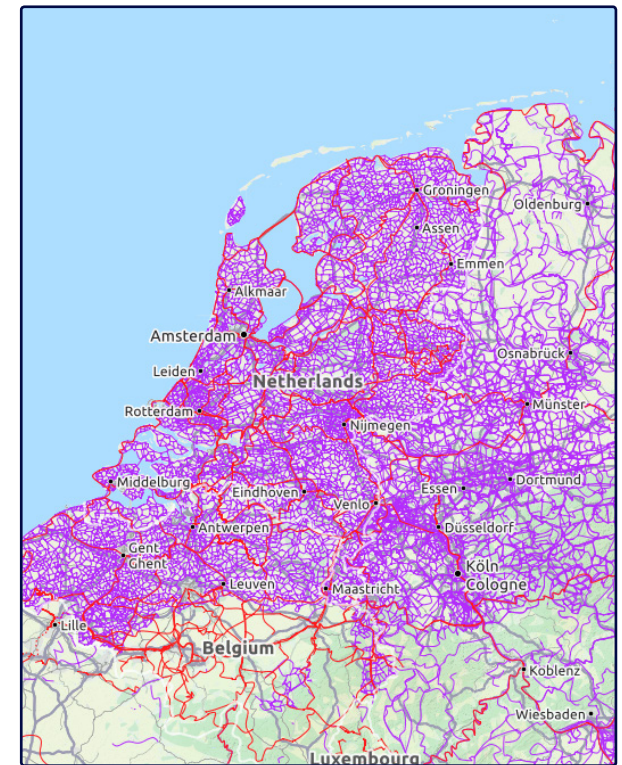 Groningen
Oldenburg
Assen
Emmen
Alkmaar
Amsterdam
Osnabrück
Leiden
Netherlands
Rotterdam
Münster
Nijmegen
Middelburg
Dortmund
Essen
Eindhoven
Venlo
Antwerpen
Düsseldorf
Gent
Ghent
Köln
Cologne
Leuven
Maastricht
Lille
Belgium
Koblenz
Wiesbaden
Luxembourg